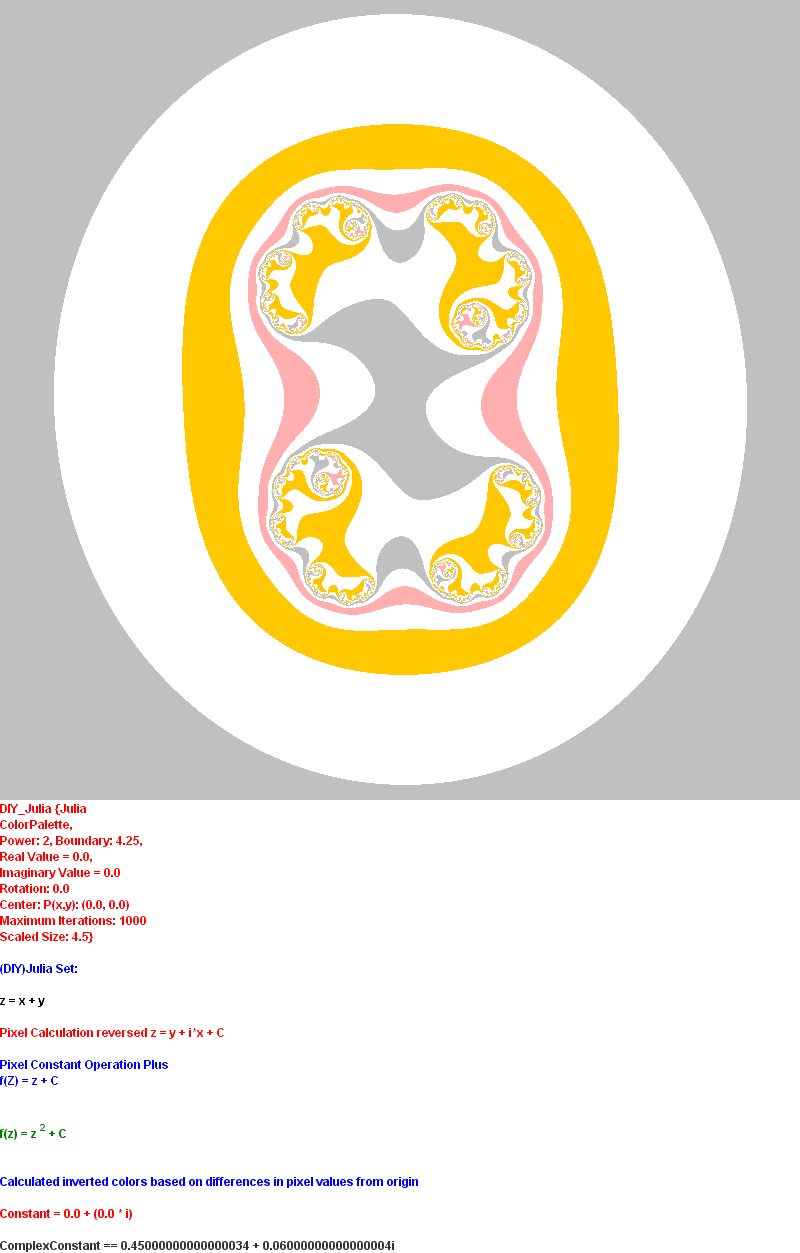 DIY_Julia {Julia
ColorPalette,
Power: 2, Boundary: 4.25,
Real Value = 0.0,
Imaginary Value = 0.0
Rotation: 0.0
Center: P(x,y): (0.0, 0.0)
Maximum Iterations: 1000
Scaled Size: 4.5}
(DIY)Julia Set:
z = x + y
Pixel Calculation reversed z = y + i*x + C
Pixel Constant Operation Plus
f(Z) = z + C
f(z) = z 2 + C
Calculated inverted colors based on differences in pixel values from origin
Constant = 0.0 + (0.0 * i)
ComplexConstant == 0.45000000000000034 + 0.06000000000000004i